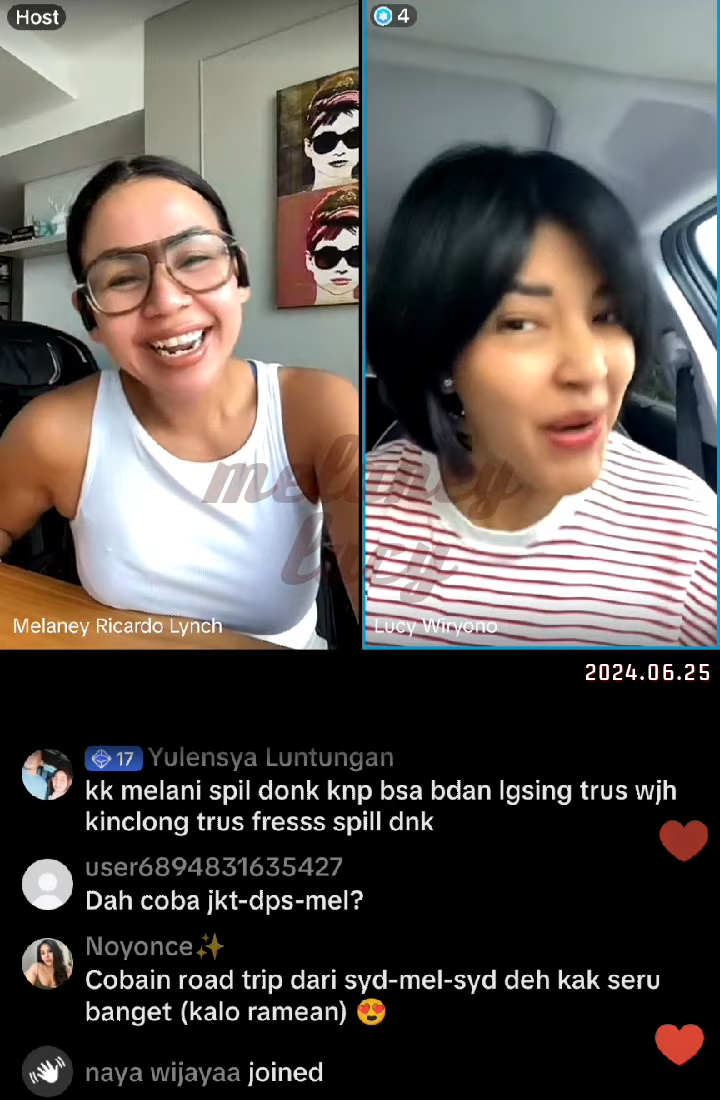 Host
4
melaney
lucy
Melaney Ricardo Lynch
Lucy Wiryono
2024.06.25
17 Yulensya Luntungan
kk melani spil donk knp bsa bdan lgsing trus wjh
kinclong trus fresss spill dnk
user6894831635427
Dah coba jkt-dps-mel?
Noyonce✨
Cobain road trip dari syd-mel-syd deh kak seru
banget (kalo ramean) 😍
naya wijayaa joined